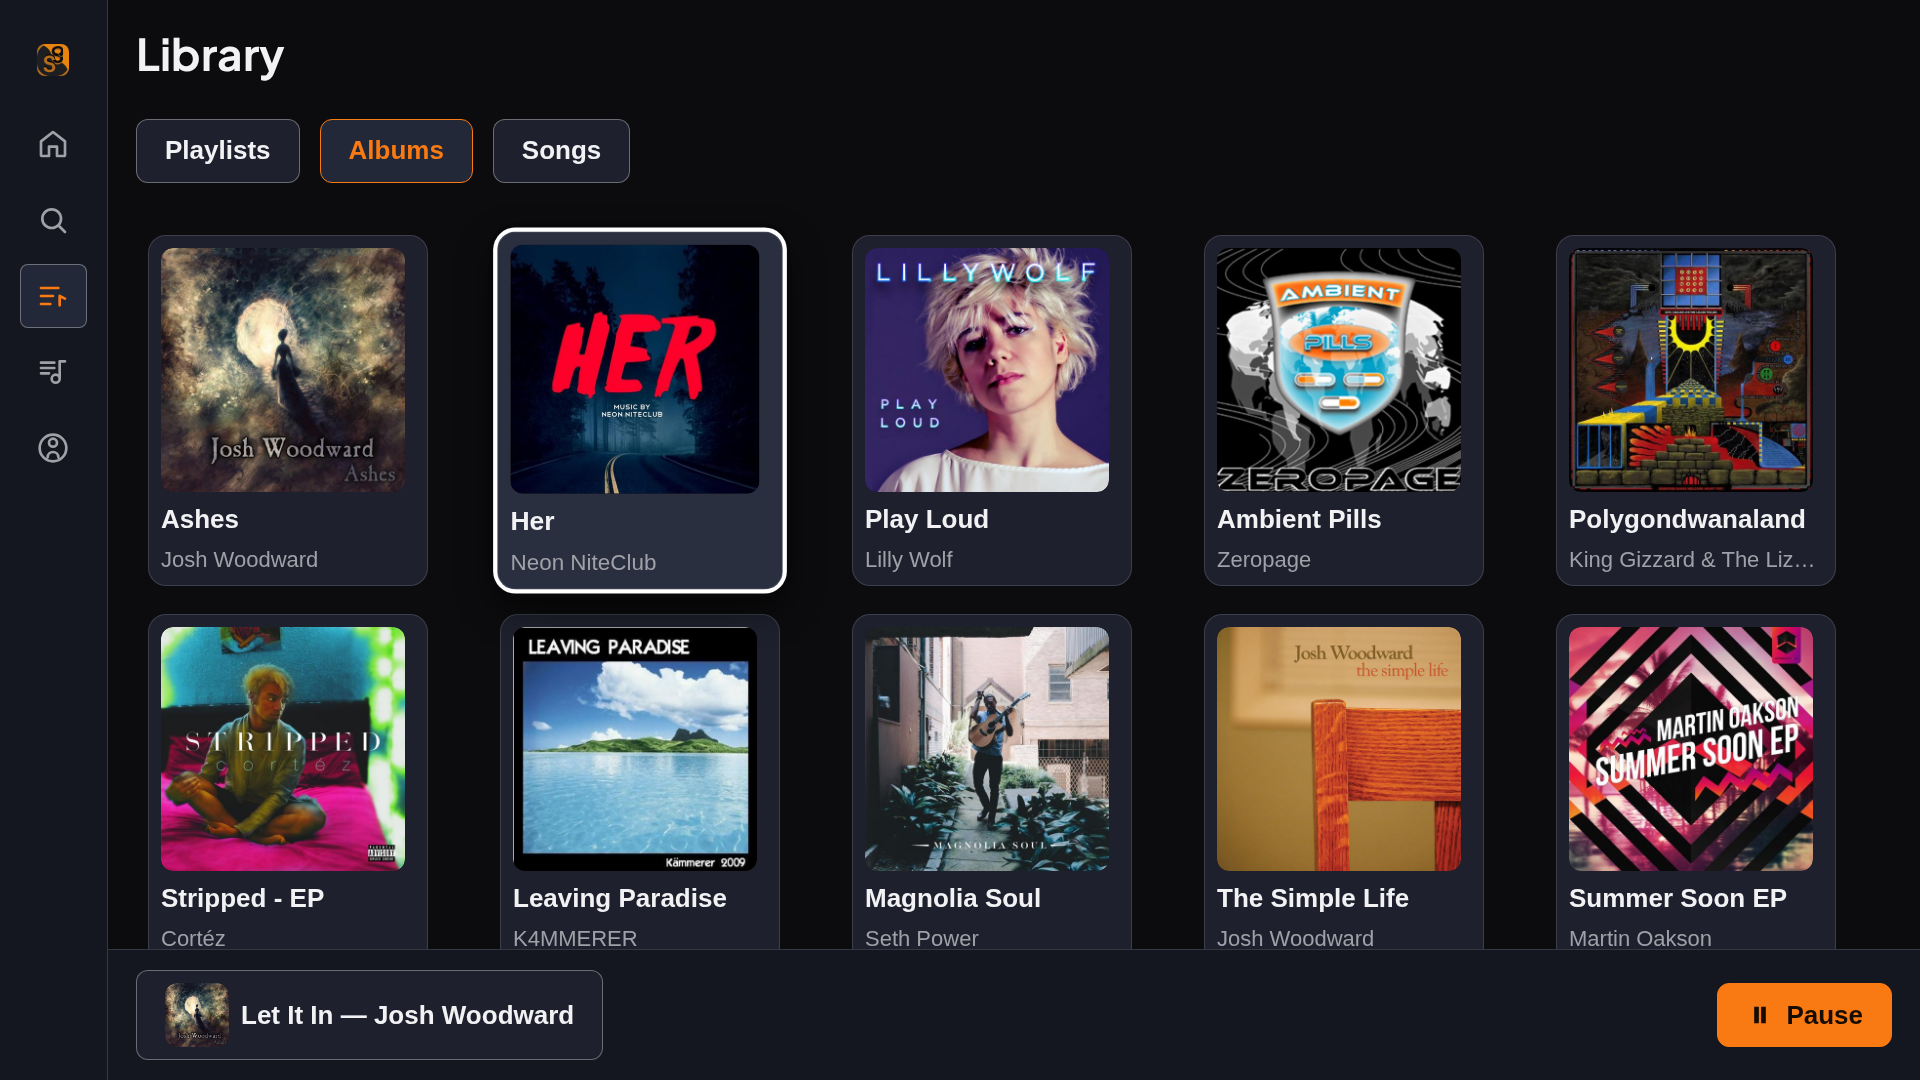 Library
Playlists
Albums
Songs
Josh Woodward
Ashes
Ashes
Josh Woodward
HER
MUSIC BY
NEON NITECLUB
Her
Neon NiteClub
LILLY WOLF
PLAY
LOUD
Play Loud
Lilly Wolf
AMBIENT
PILLS
ZEROPAGE
Ambient Pills
Zeropage
Polygondwanaland
King Gizzard & The Liz…
STRIPPED
cortéz
Stripped - EP
Cortéz
LEAVING PARADISE
Kämmerer 2009
Leaving Paradise
K4MMERER
MAGNOLIA SOUL
Magnolia Soul
Seth Power
Josh Woodward
the simple life
The Simple Life
Josh Woodward
MARTIN OAKSON
SUMMER SOON EP
Summer Soon EP
Martin Oakson
Let It In — Josh Woodward
Pause